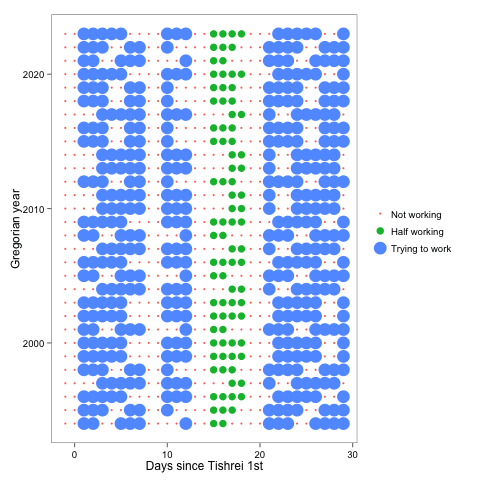 2020
2010
2000
Gregorian year
0
10
20
30
Days since Tishrei 1st
Not working
Half working
Trying to work